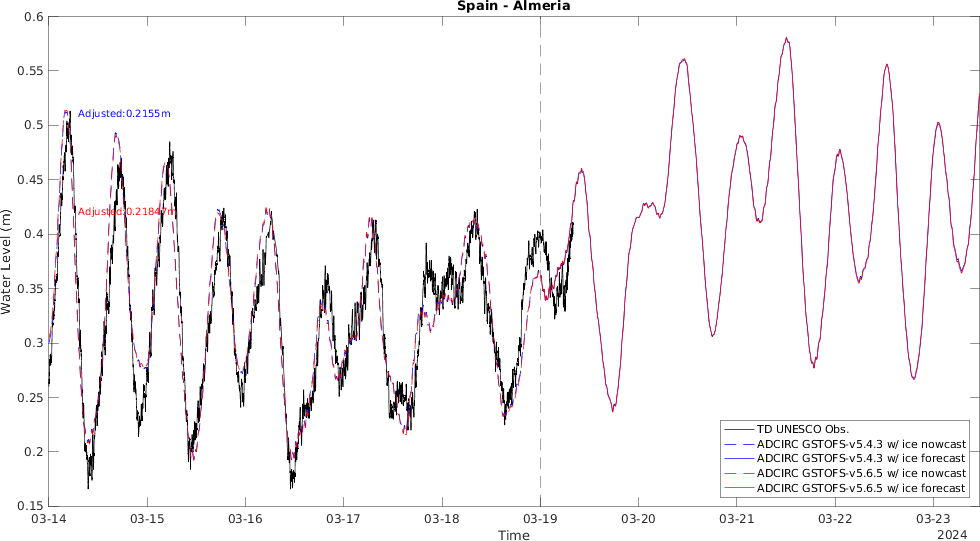 Spain - Almeria
0.6
0.55
0.5
0.45
0.4
0.35
0.3
0.25
0.2
0.15
Water Level (m)
Adjusted:0.2155m
Adjusted:0.21847m
TD UNESCO Obs.
ADCIRC GSTOFS-v5.4.3 w/ ice nowcast
ADCIRC GSTOFS-v5.4.3 w/ ice forecast
ADCIRC GSTOFS-v5.6.5 w/ ice nowcast
ADCIRC GSTOFS-v5.6.5 w/ ice forecast
03-14 03-15 03-16 03-17 03-18 03-19 03-20 03-21 03-22 03-23
Time
2024